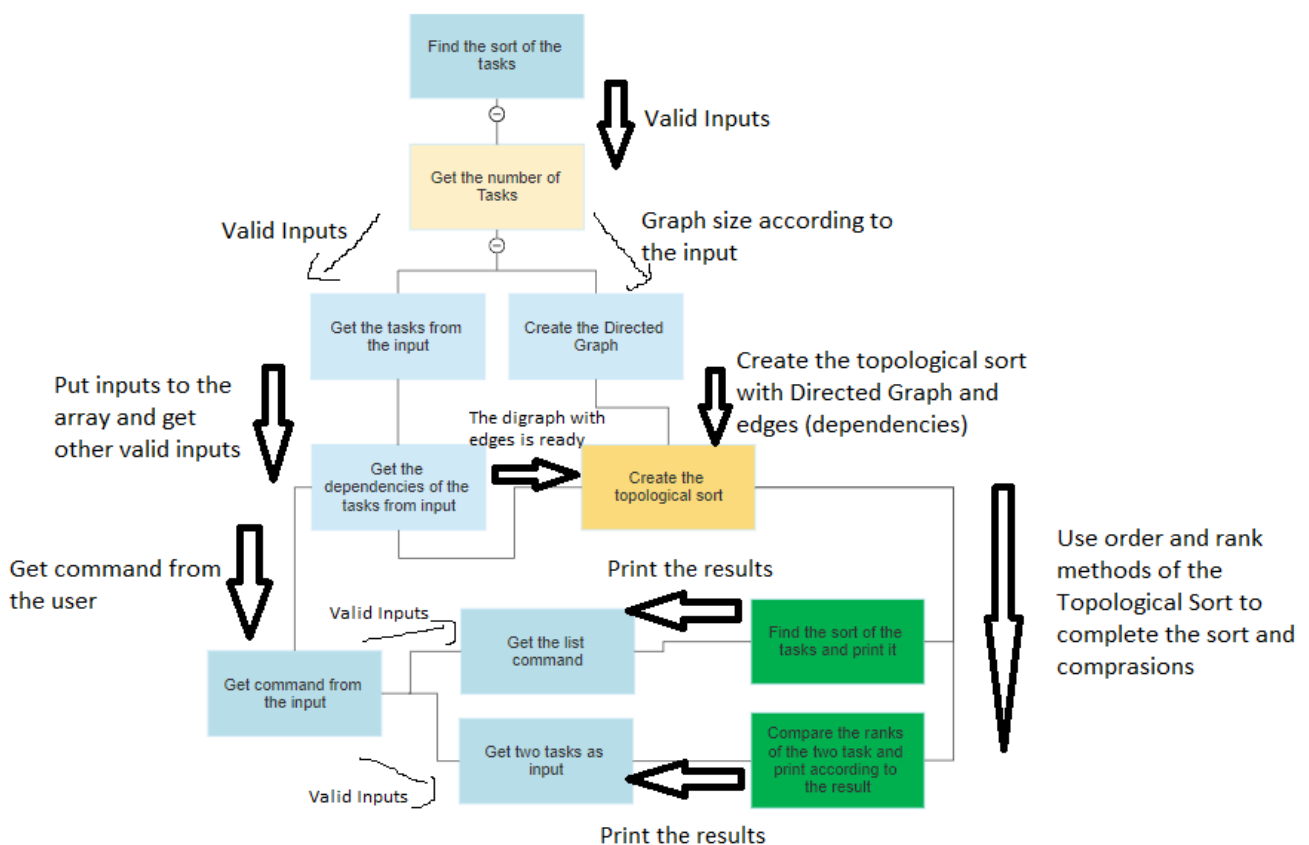 Find the sort of the
tasks
Valid Inputs
Get the number of
Tasks
Valid Inputs
Graph size according to
the input
Get the tasks from
the input
Create the Directed
Graph
Put inputs to the
array and get
other valid inputs
The digraph with
edges is ready
Create the topological sort
with Directed Graph and
edges (dependencies)
Get the
dependencies of the
tasks from input
Create the
topological sort
Get command from
the user
Print the results
Use order and rank
methods of the
Topological Sort to
complete the sort and
comprasions
Valid Inputs
Get the list
command
Find the sort of the
tasks and print it
Get command from
the input
Get two tasks as
input
Compare the ranks
of the two task and
print according to
the result
Valid Inputs
Print the results